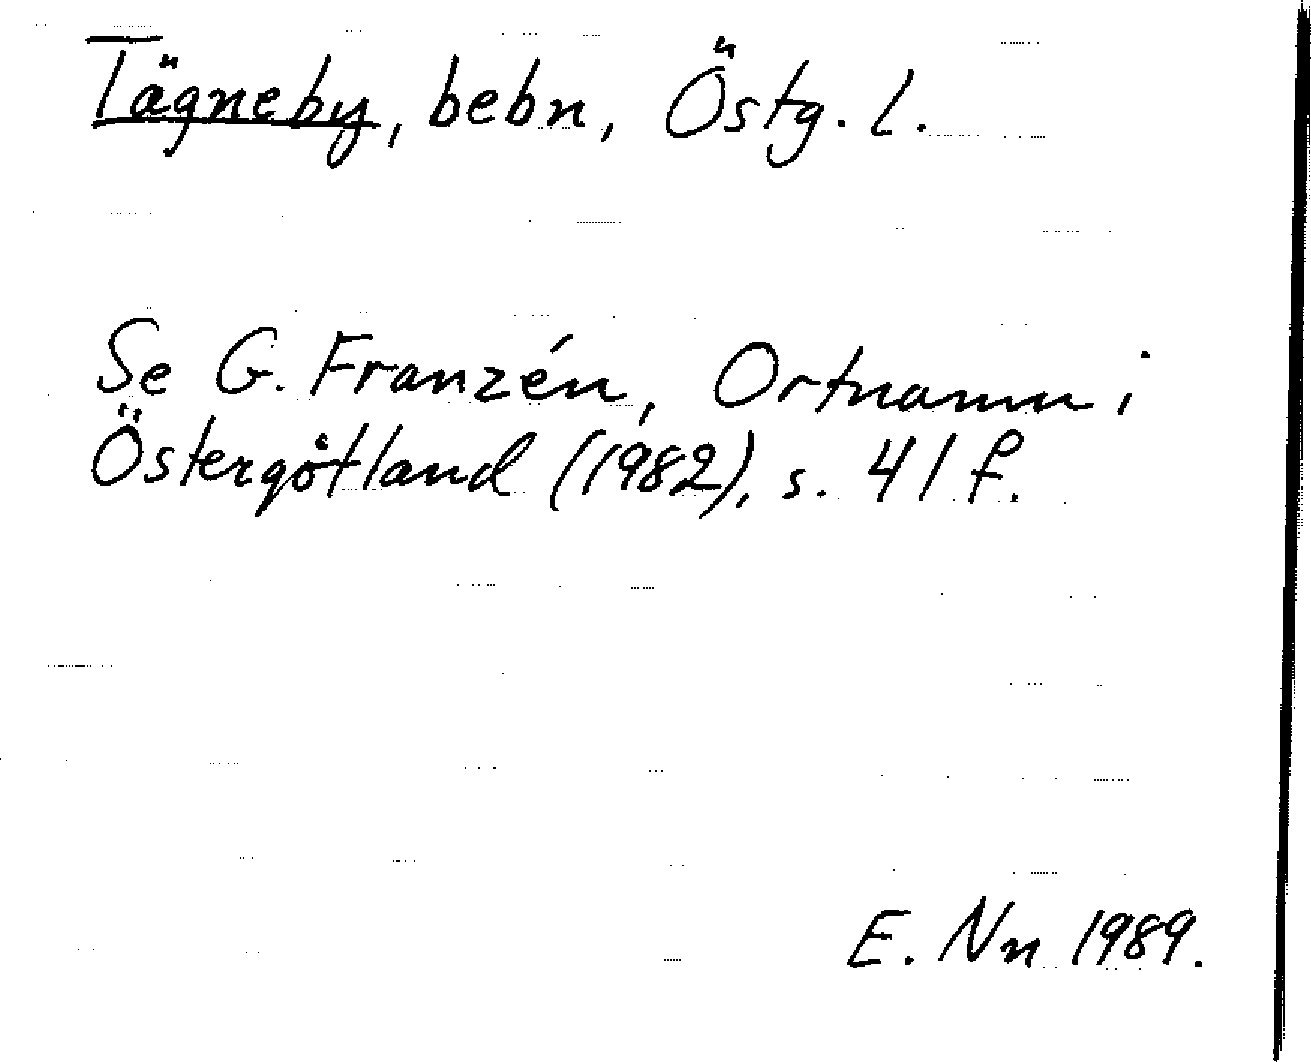 Tägneby, bebn, Östg. l.
Se G. Franzén, Ortnamn i
Östergötland (1982), s. 41 f.
E. Nn 1989.